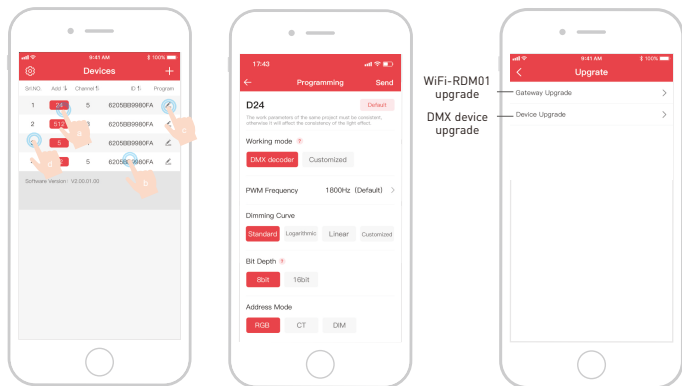 9:41 AM
100%
Devices
Srl.NO. Add Channel ID Program
1 24 5 6205BB9980FA
2 512 6205BB9980FA
5 5 6205BB9980FA
5 6205BB9980FA
a
b
c
d
Software Version: V0.00.01.00
17:43
Programming Send
D24 Default
The work parameters of the same project must be consistent,
otherwise it will affect the consistency of the light effect.
Working mode ?
DMX decoder Customized
PWM Frequency 1800Hz (Default) >
Dimming Curve
Standard Logarithmic Linear Customized
Bit Depth ?
8bit 16bit
Address Mode
RGB CT DIM
WiFi-RDM01
upgrade
DMX device
upgrade
9:41 AM
100%
Upgrate
Gateway Upgrade >
Device Upgrade >